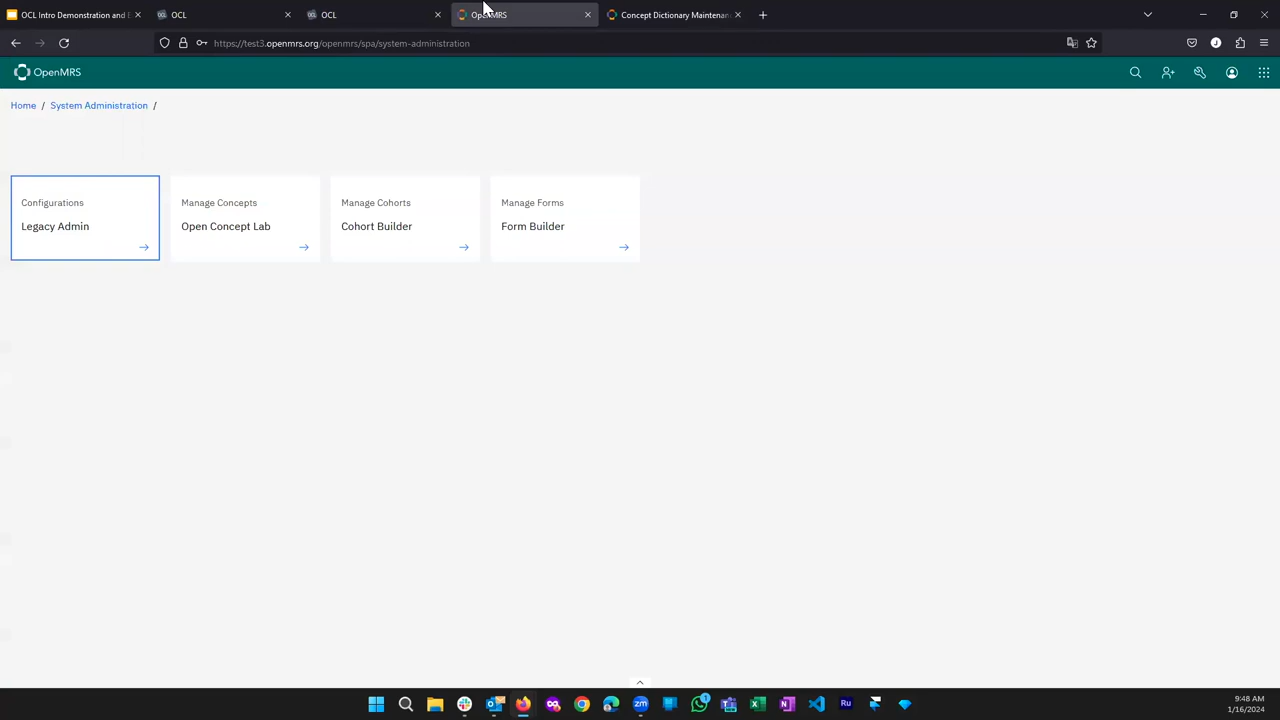 OCL Intro Demonstration and E
OCL
OCL
OpenMRS
Concept Dictionary Maintenan
https://test3.openmrs.org/openmrs/spa/system-administration
OpenMRS
Home / System Administration /
Configurations
Legacy Admin
Manage Concepts
Open Concept Lab
Manage Cohorts
Cohort Builder
Manage Forms
Form Builder
1
Ru
9:48 AM
1/16/2024